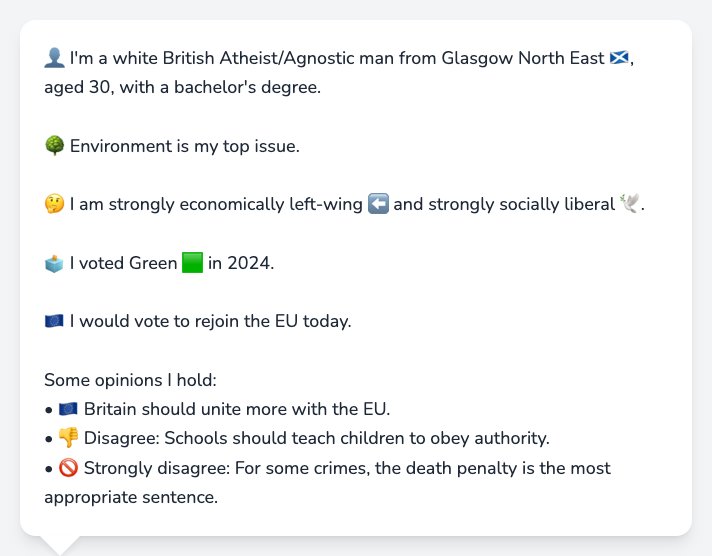 👤 I'm a white British Atheist/Agnostic man from Glasgow North East 🏴󠁧󠁢󠁳󠁣󠁴󠁿,
aged 30, with a bachelor's degree.
🌳 Environment is my top issue.
🤔 I am strongly economically left-wing ⬅️ and strongly socially liberal 🕊️.
🗳️ I voted Green 🟩 in 2024.
🇪🇺 I would vote to rejoin the EU today.
Some opinions I hold:
• 🇪🇺 Britain should unite more with the EU.
• 👎 Disagree: Schools should teach children to obey authority.
• 🚫 Strongly disagree: For some crimes, the death penalty is the most
appropriate sentence.